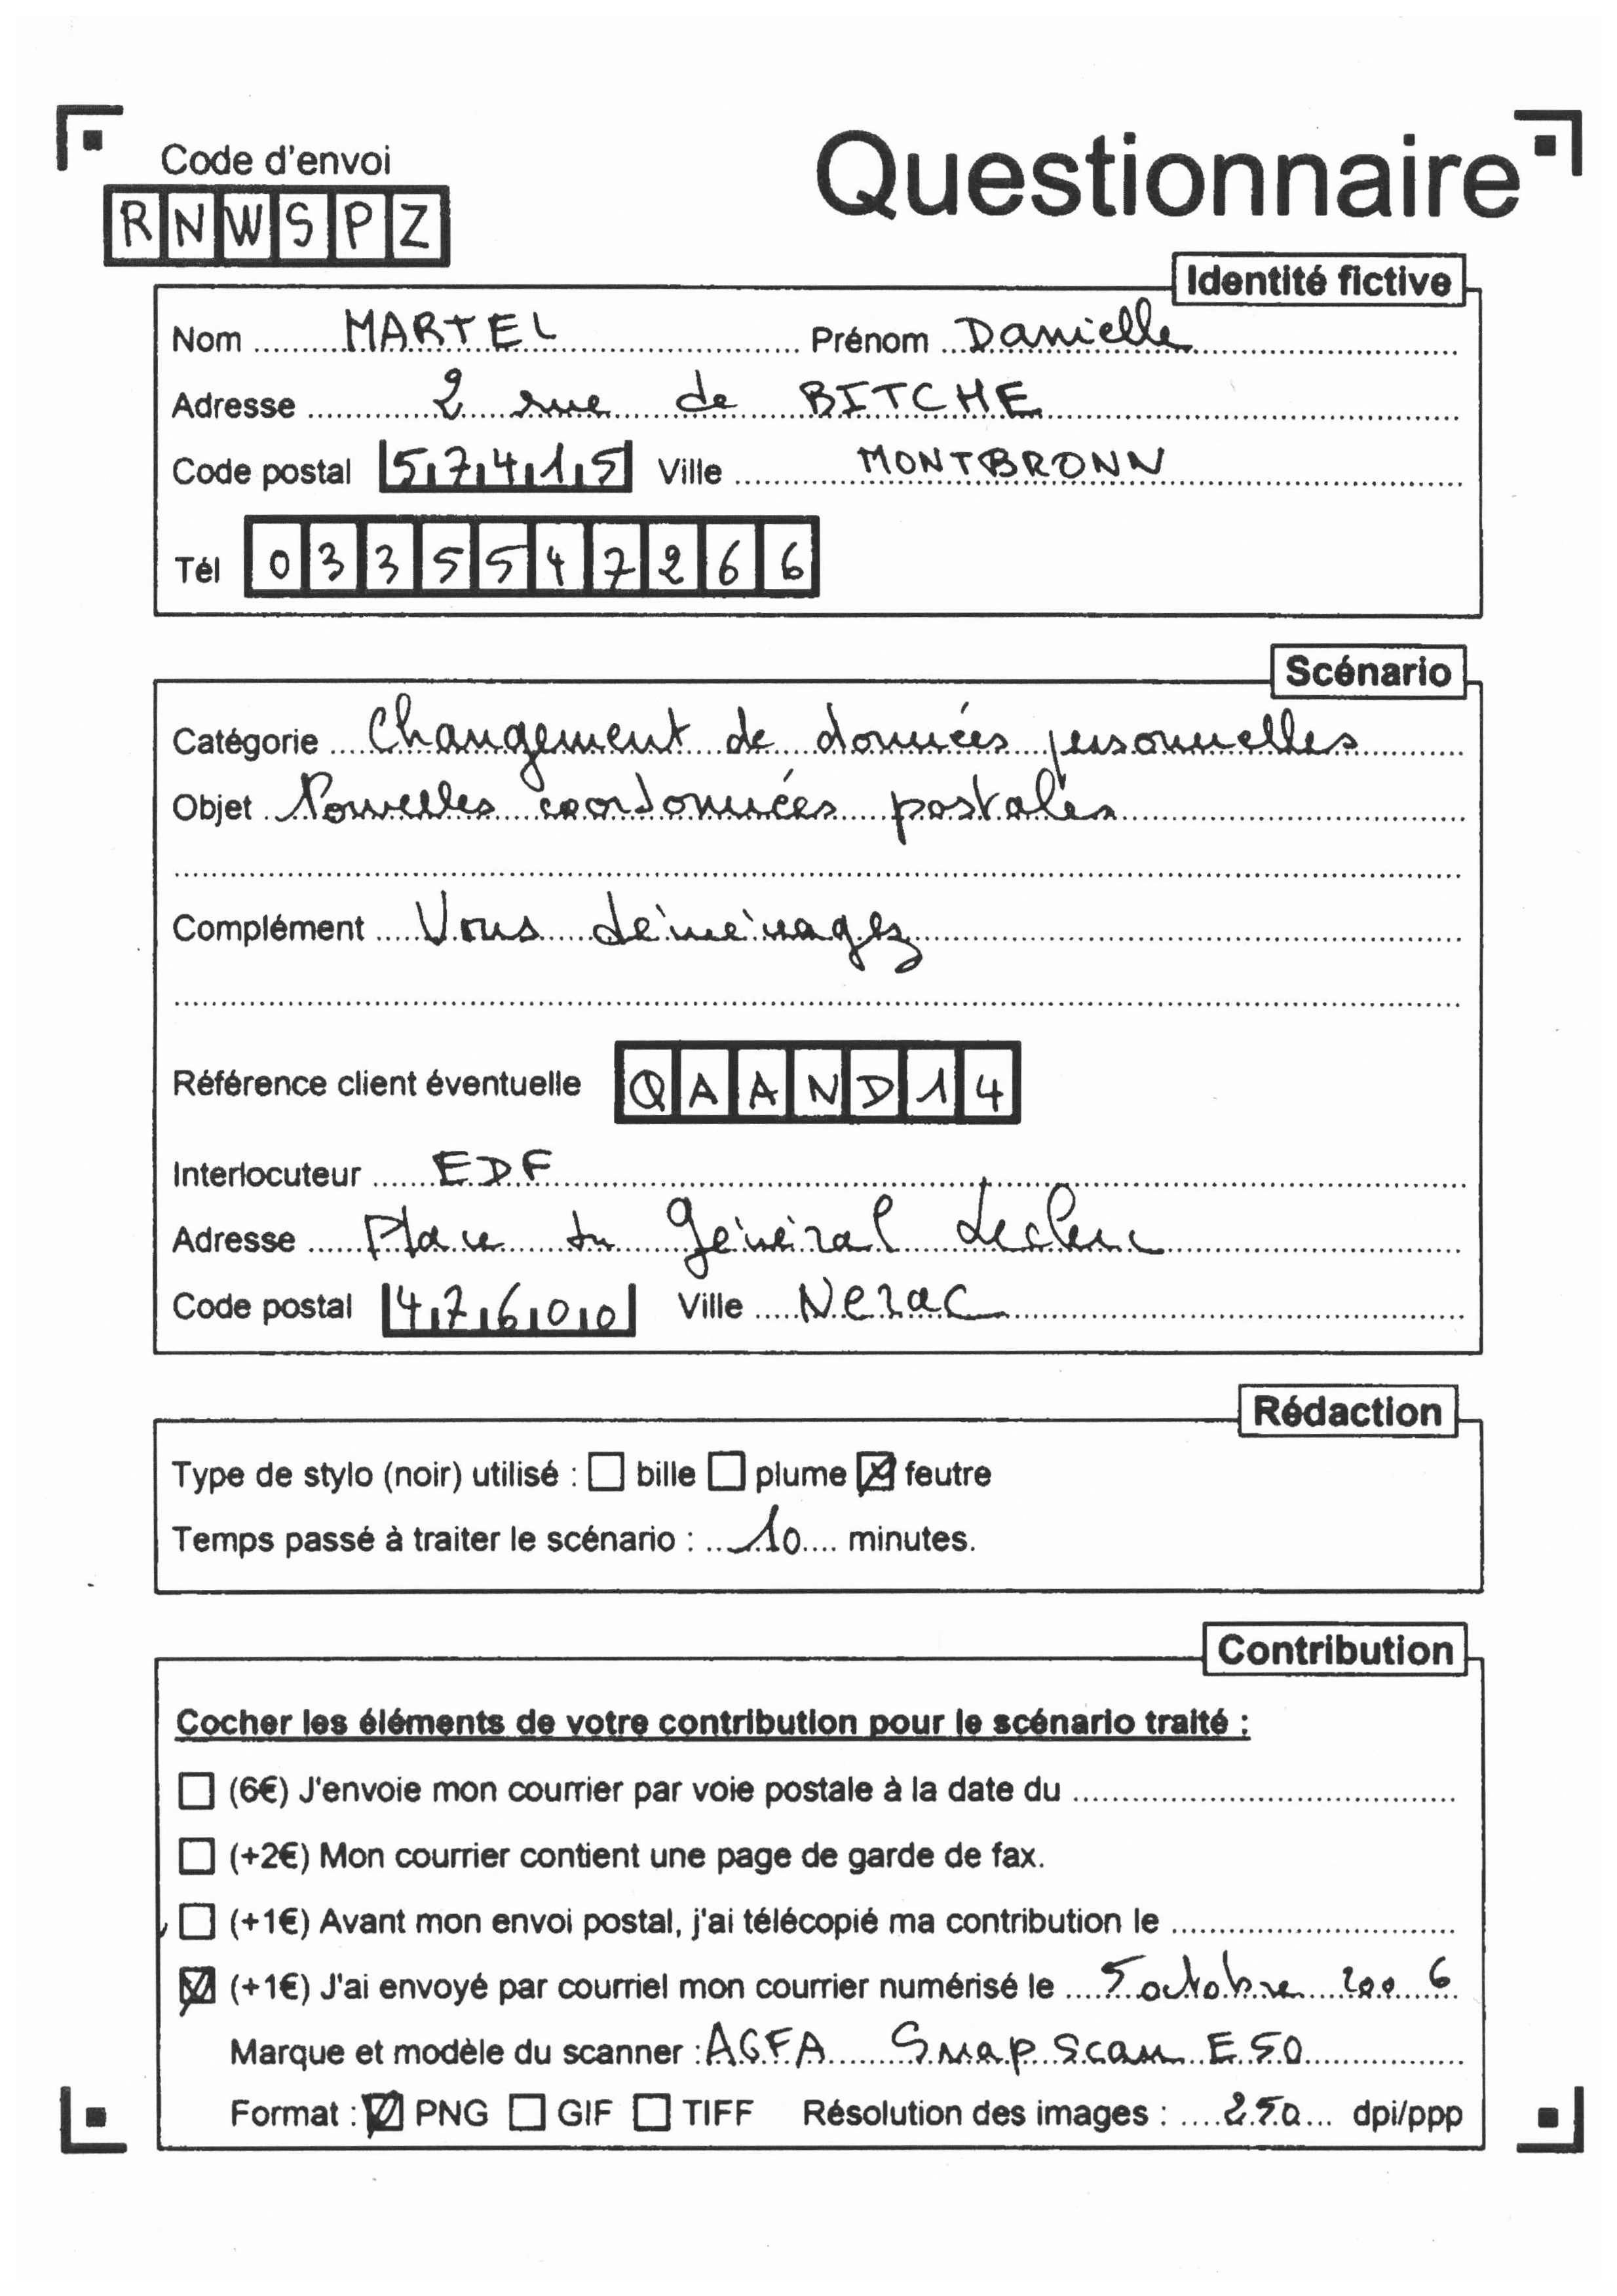 Code d'envoi
Questionnaire
RNWSPZ
Identité fictive
Nom MARTEL Prénom Danielle
Adresse 2 rue de BITCHE
Code postal 57415 Ville MONTBRONN
Tél 0335547266
Scénario
Catégorie Changement de données personnelles
Objet Nouvelles coordonnées postales
Complément Vous déménagez
Référence client éventuelle QAAND14
Interlocuteur EDF
Adresse Place du Général Leclerc
Code postal 47600 Ville Nerac
Rédaction
Type de stylo (noir) utilisé : ☐ bille ☐ plume ☒ feutre
Temps passé à traiter le scénario : 10 minutes.
Contribution
Cocher les éléments de votre contribution pour le scénario traité :
☐ (6€) J'envoie mon courrier par voie postale à la date du
☐ (+2€) Mon courrier contient une page de garde de fax.
☐ (+1€) Avant mon envoi postal, j'ai télécopié ma contribution le
☒ (+1€) J'ai envoyé par courriel mon courrier numérisé le 5 octobre 2006
Marque et modèle du scanner : AGFA SnapScan E50
Format : ☒ PNG ☐ GIF ☐ TIFF Résolution des images : 250 dpi/ppp